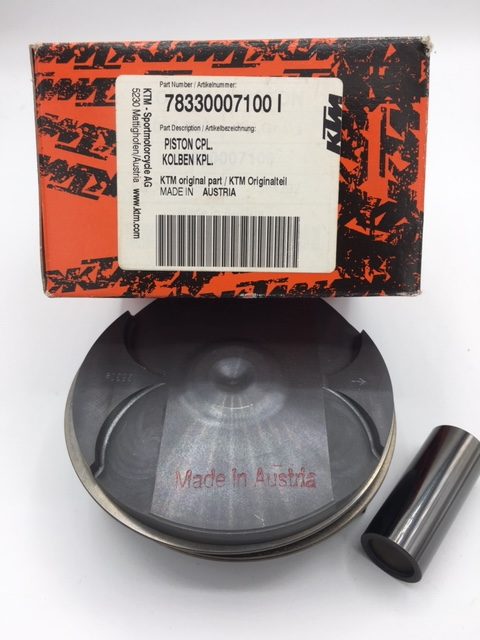 Part Number / Artikelnummer:
78330007100 I
Part Description / Artikelbezeichnung:
PISTON CPL.
KOLBEN KPL.
KTM original part / KTM Originalteil
MADE IN AUSTRIA
KTM - Sportmotorcycle AG
5230 Mattighofen/Austria www.ktm.com
KTM
Made In Austria